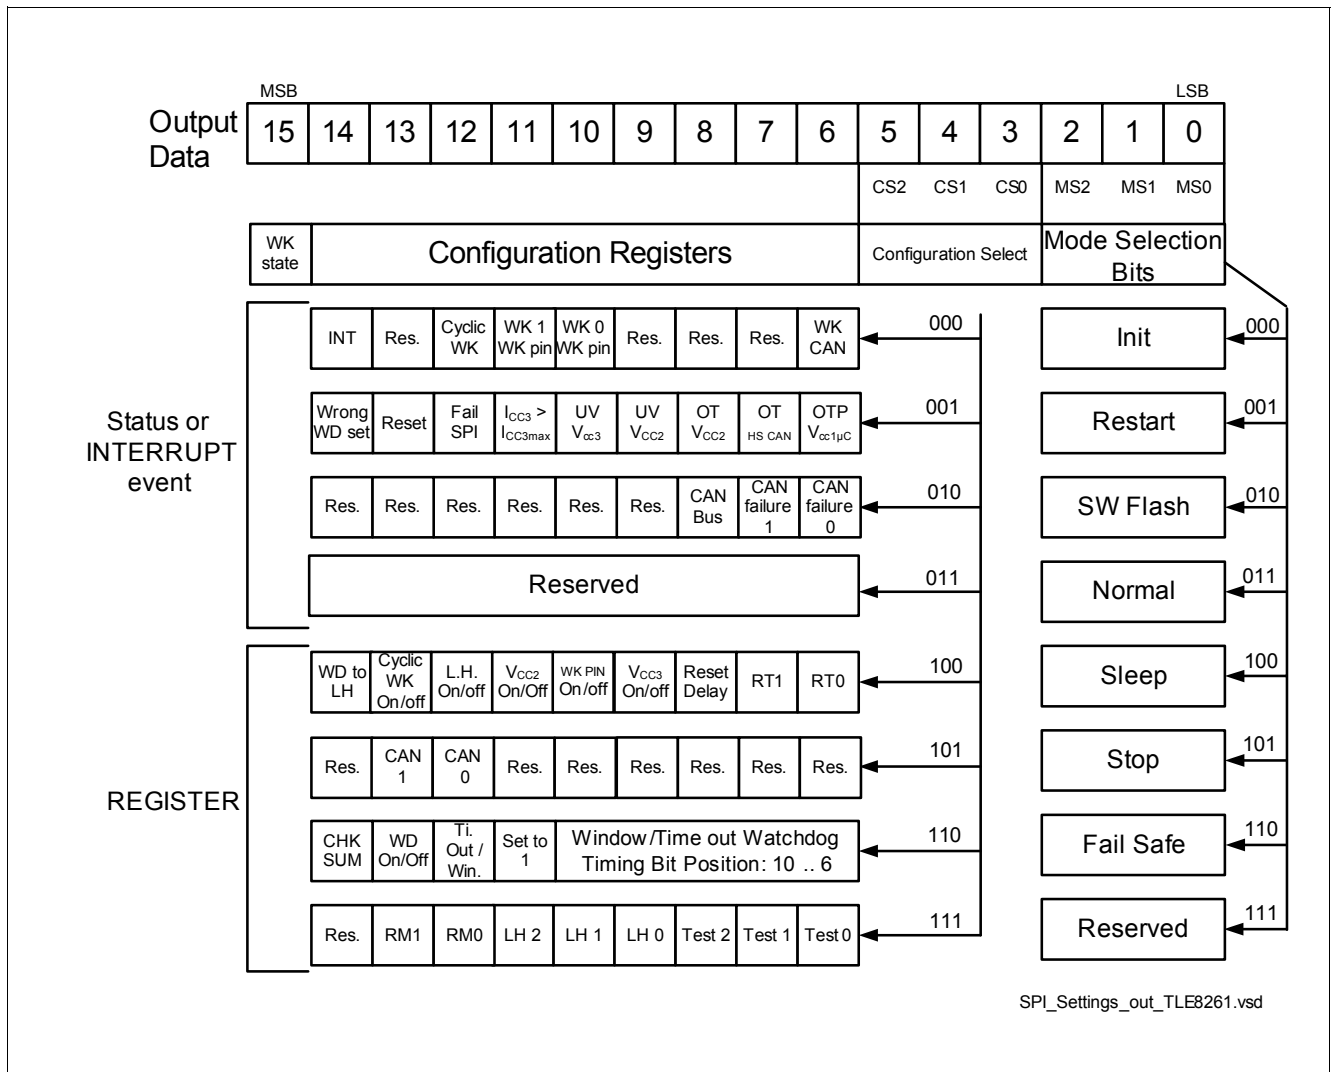 MSB LSB
Output Data 15 14 13 12 11 10 9 8 7 6 5 4 3 2 1 0
CS2 CS1 CS0 MS2 MS1 MS0
WK state Configuration Registers Configuration Select Mode Selection Bits
Status or INTERRUPT event
INT Res. Cyclic WK WK 1 WK pin WK 0 WK pin Res. Res. Res. WK CAN 000 Init 000
Wrong WD set Reset Fail SPI ICC3 > ICC3max UV Vcc3 UV VCC2 OT VCC2 OT HS CAN OTP Vcc1µC 001 Restart 001
Res. Res. Res. Res. Res. Res. CAN Bus CAN failure 1 CAN failure 0 010 SW Flash 010
Reserved 011 Normal 011
REGISTER
WD to LH Cyclic WK On/off L.H. On/off VCC2 On/Off WK PIN On/off VCC3 On/off Reset Delay RT1 RT0 100 Sleep 100
Res. CAN 1 CAN 0 Res. Res. Res. Res. Res. Res. 101 Stop 101
CHK SUM WD On/Off Ti. Out / Win. Set to 1 Window/Time out Watchdog Timing Bit Position: 10 .. 6 110 Fail Safe 110
Res. RM1 RM0 LH 2 LH 1 LH 0 Test 2 Test 1 Test 0 111 Reserved 111
SPI_Settings_out_TLE8261.vsd